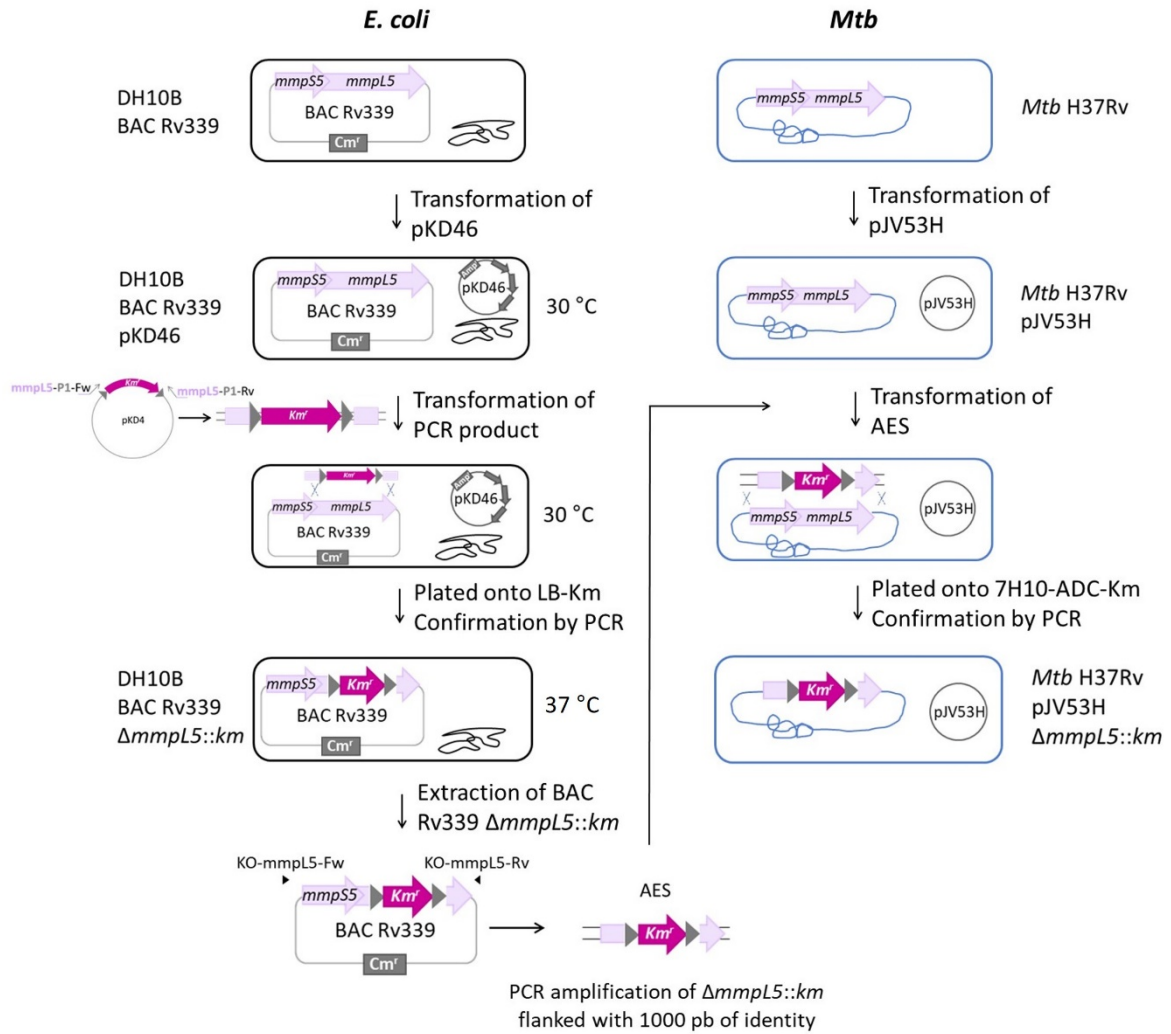 E. coli
Mtb
DH10B
BAC Rv339
mmpS5 mmpL5
BAC Rv339
Cmʳ
mmpS5 mmpL5
Mtb H37Rv
Transformation of
pKD46
Transformation of
pJV53H
DH10B
BAC Rv339
pKD46
mmpS5 mmpL5
BAC Rv339
Cmʳ
Amp
pKD46
30 °C
mmpS5 mmpL5
pJV53H
Mtb H37Rv
pJV53H
mmpL5-P1-Fw
Kmʳ
mmpL5-P1-Rv
pKD4
Kmʳ
Transformation of
PCR product
Transformation of
AES
Kmʳ
mmpS5 mmpL5
BAC Rv339
Cmʳ
Amp
pKD46
30 °C
Kmʳ
mmpS5 mmpL5
pJV53H
Plated onto LB-Km
Confirmation by PCR
Plated onto 7H10-ADC-Km
Confirmation by PCR
DH10B
BAC Rv339
ΔmmpL5::km
mmpS5 Kmʳ
BAC Rv339
Cmʳ
37 °C
Kmʳ
pJV53H
Mtb H37Rv
pJV53H
ΔmmpL5::km
Extraction of BAC
Rv339 ΔmmpL5::km
KO-mmpL5-Fw
KO-mmpL5-Rv
mmpS5 Kmʳ
BAC Rv339
Cmʳ
AES
Kmʳ
PCR amplification of ΔmmpL5::km
flanked with 1000 pb of identity